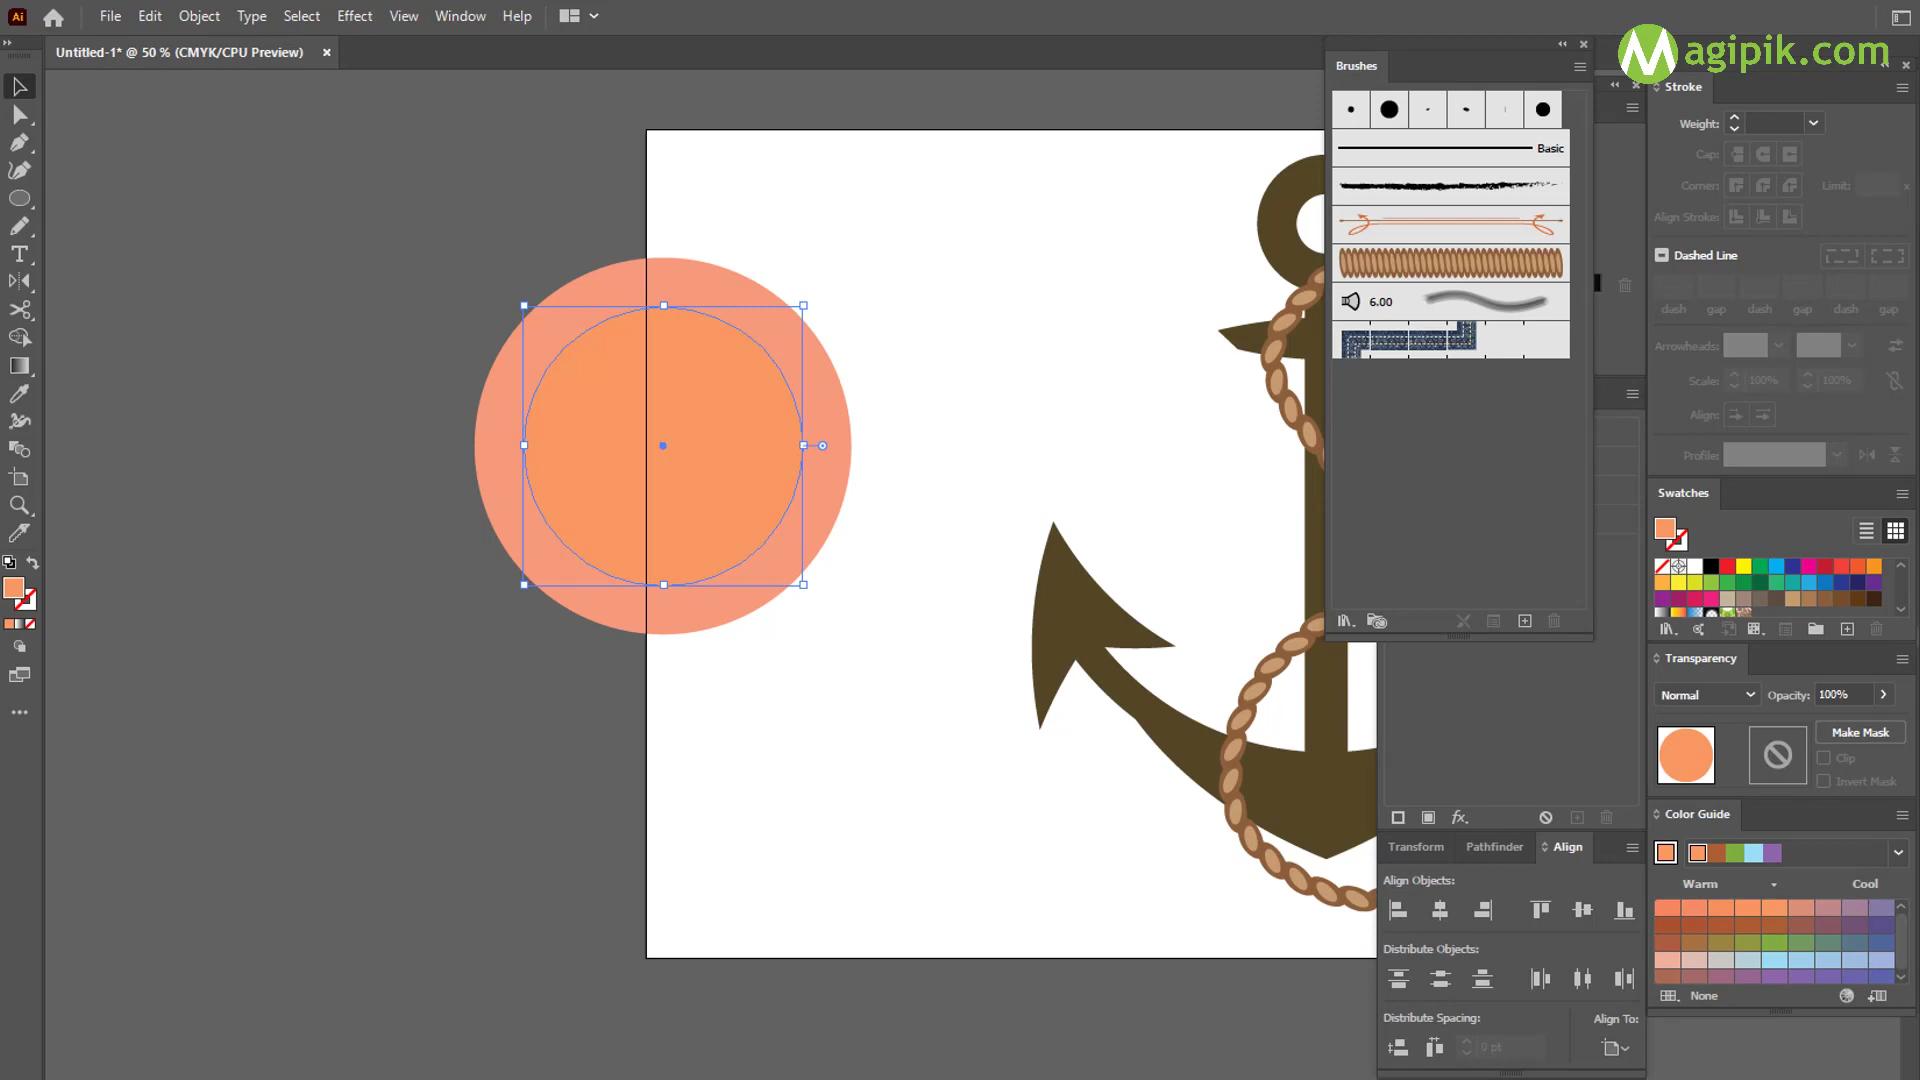 Ai File Edit Object Type Select Effect View Window Help
Magipik.com
Untitled-1* @ 50 % (CMYK/CPU Preview)
Brushes
Basic
6.00
Stroke
Weight:
Cap:
Corner: Limit: x
Align Stroke:
Dashed Line
dash gap dash gap dash gap
Arrowheads:
Scale: 100% 100%
Align:
Profile:
Swatches
Transparency
Normal Opacity: 100%
Make Mask
Clip
Invert Mask
Color Guide
Warm Cool
None
fx
Transform Pathfinder Align
Align Objects:
Distribute Objects:
Distribute Spacing: Align To:
0 pt